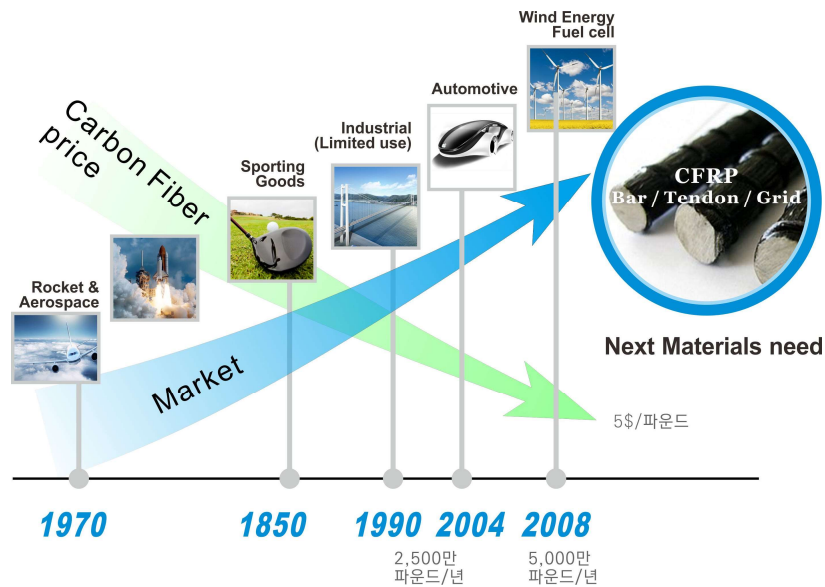 Wind Energy
Fuel cell
Automotive
Industrial
(Limited use)
Sporting
Goods
Carbon Fiber
price
Rocket &
Aerospace
Market
CFRP
Bar / Tendon / Grid
Next Materials need
5$/파운드
1970
1850
1990
2004
2008
2,500만
파운드/년
5,000만
파운드/년